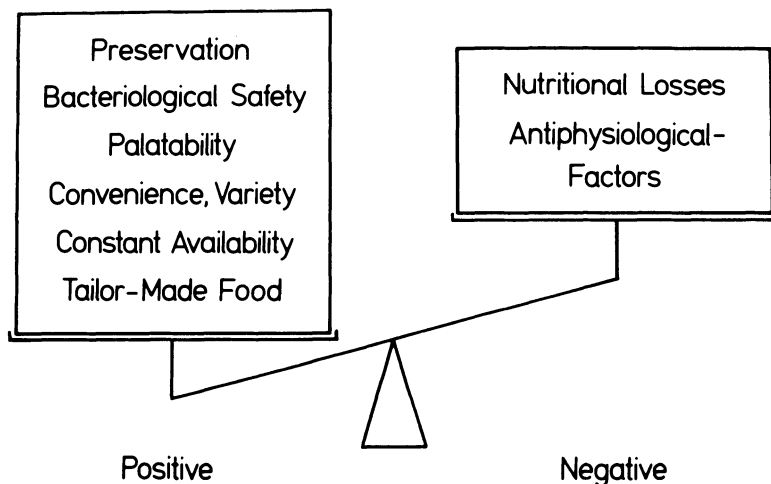 Preservation
Bacteriological Safety
Palatability
Convenience, Variety
Constant Availability
Tailor-Made Food
Nutritional Losses
Antiphysiological-
Factors
Positive
Negative